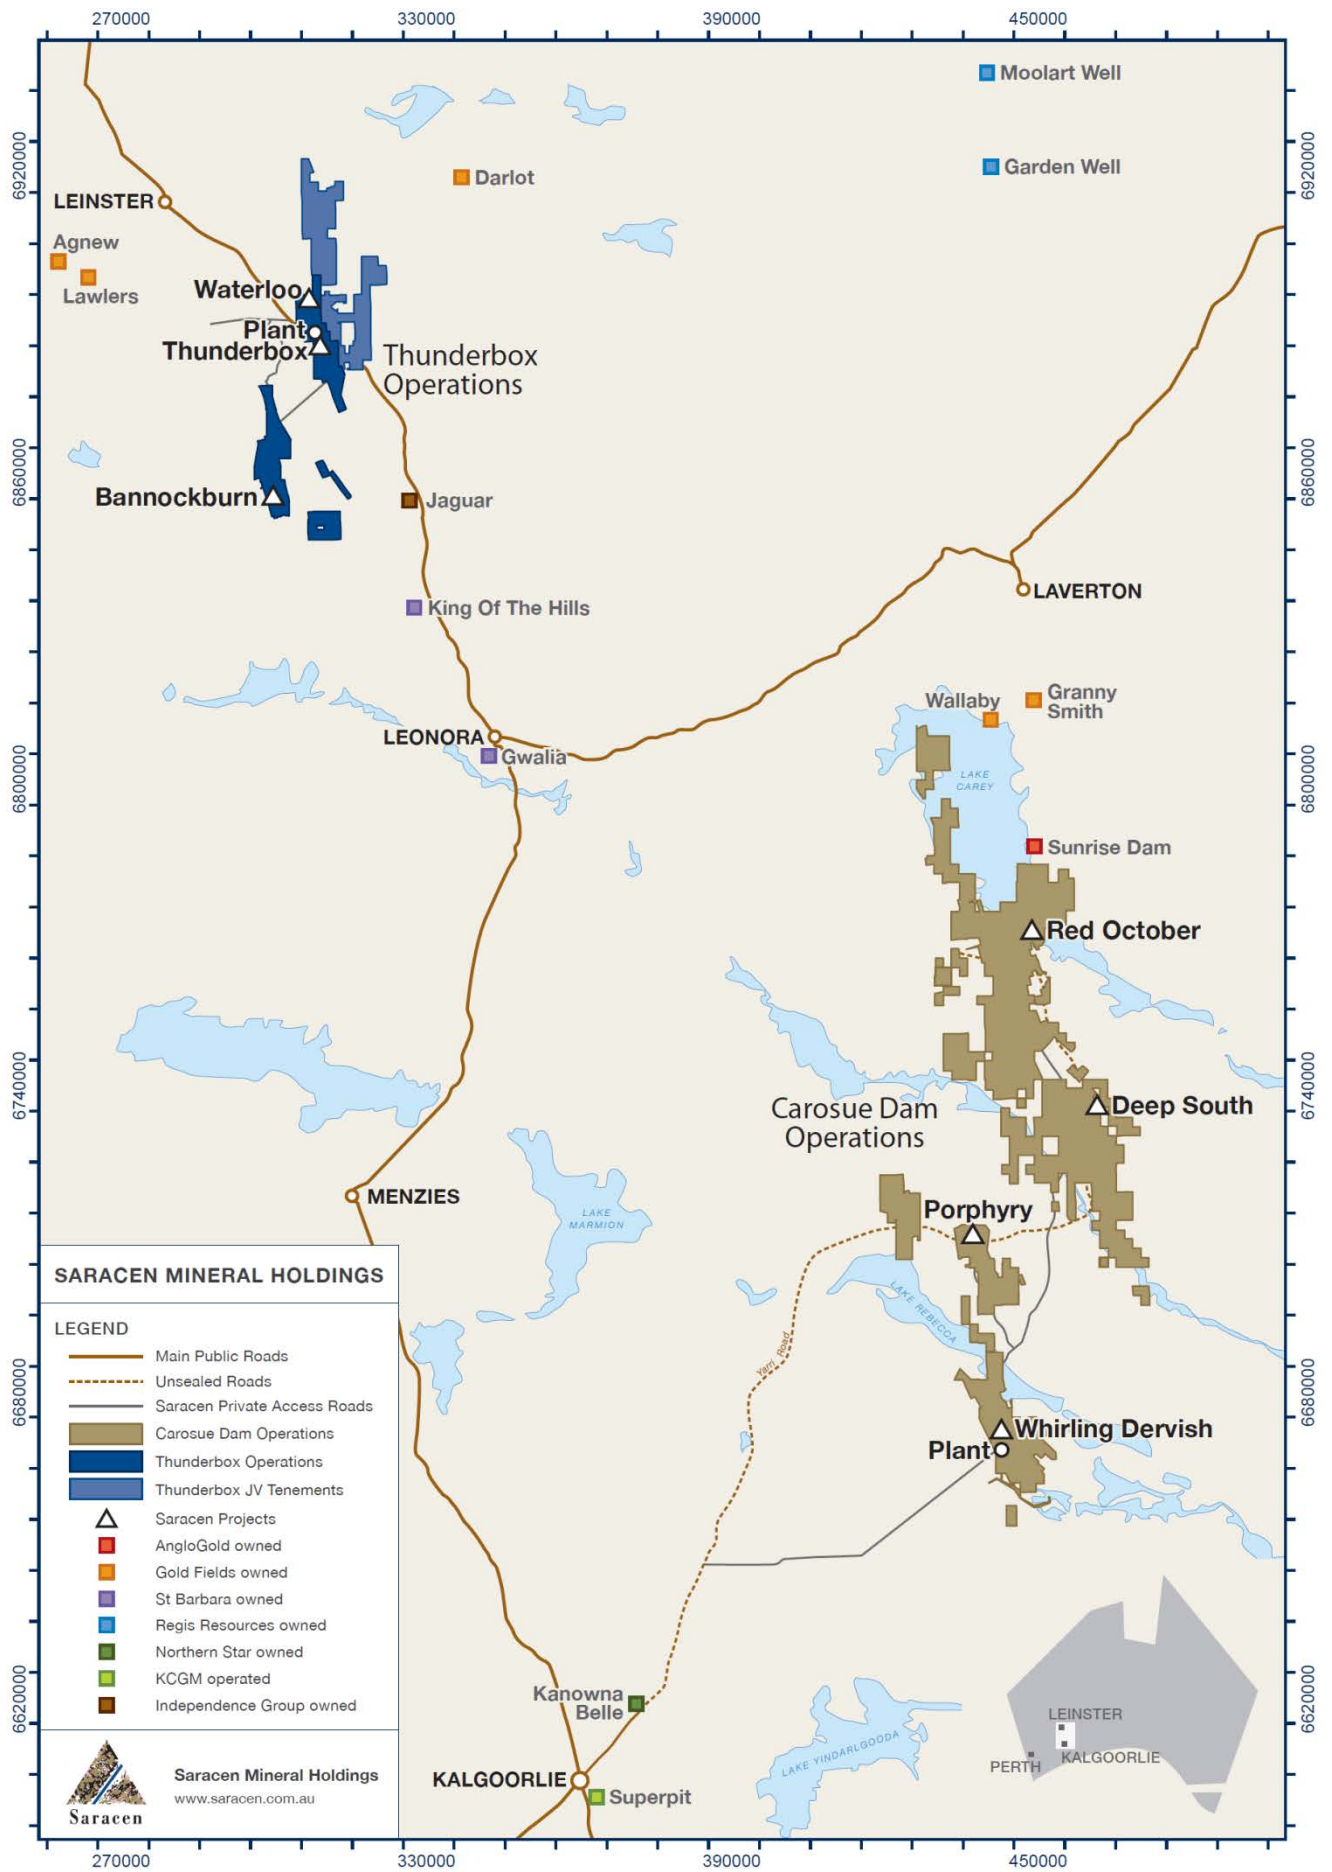 270000
330000
390000
450000
Moolart Well
6920000
6920000
Garden Well
Darlot
LEINSTER
Agnew
Lawlers
Waterloo
Plant
Thunderbox
Thunderbox
Operations
6860000
6860000
Bannockburn
Jaguar
LAVERTON
King Of The Hills
Wallaby
Granny
Smith
LEONORA
Gwalia
LAKE
CAREY
6800000
6800000
Sunrise Dam
Red October
6740000
6740000
Carosue Dam
Operations
Deep South
MENZIES
LAKE
MARMION
Porphyry
LAKE REBECCA
Yarri Road
6680000
6680000
Whirling Dervish
Plant
SARACEN MINERAL HOLDINGS
LEGEND
Main Public Roads
Unsealed Roads
Saracen Private Access Roads
Carosue Dam Operations
Thunderbox Operations
Thunderbox JV Tenements
Saracen Projects
AngloGold owned
Gold Fields owned
St Barbara owned
Regis Resources owned
Northern Star owned
KCGM operated
Independence Group owned
Saracen
Saracen Mineral Holdings
www.saracen.com.au
6620000
6620000
Kanowna
Belle
KALGOORLIE
Superpit
LAKE YINDARLGOODA
LEINSTER
PERTH
KALGOORLIE
270000
330000
390000
450000